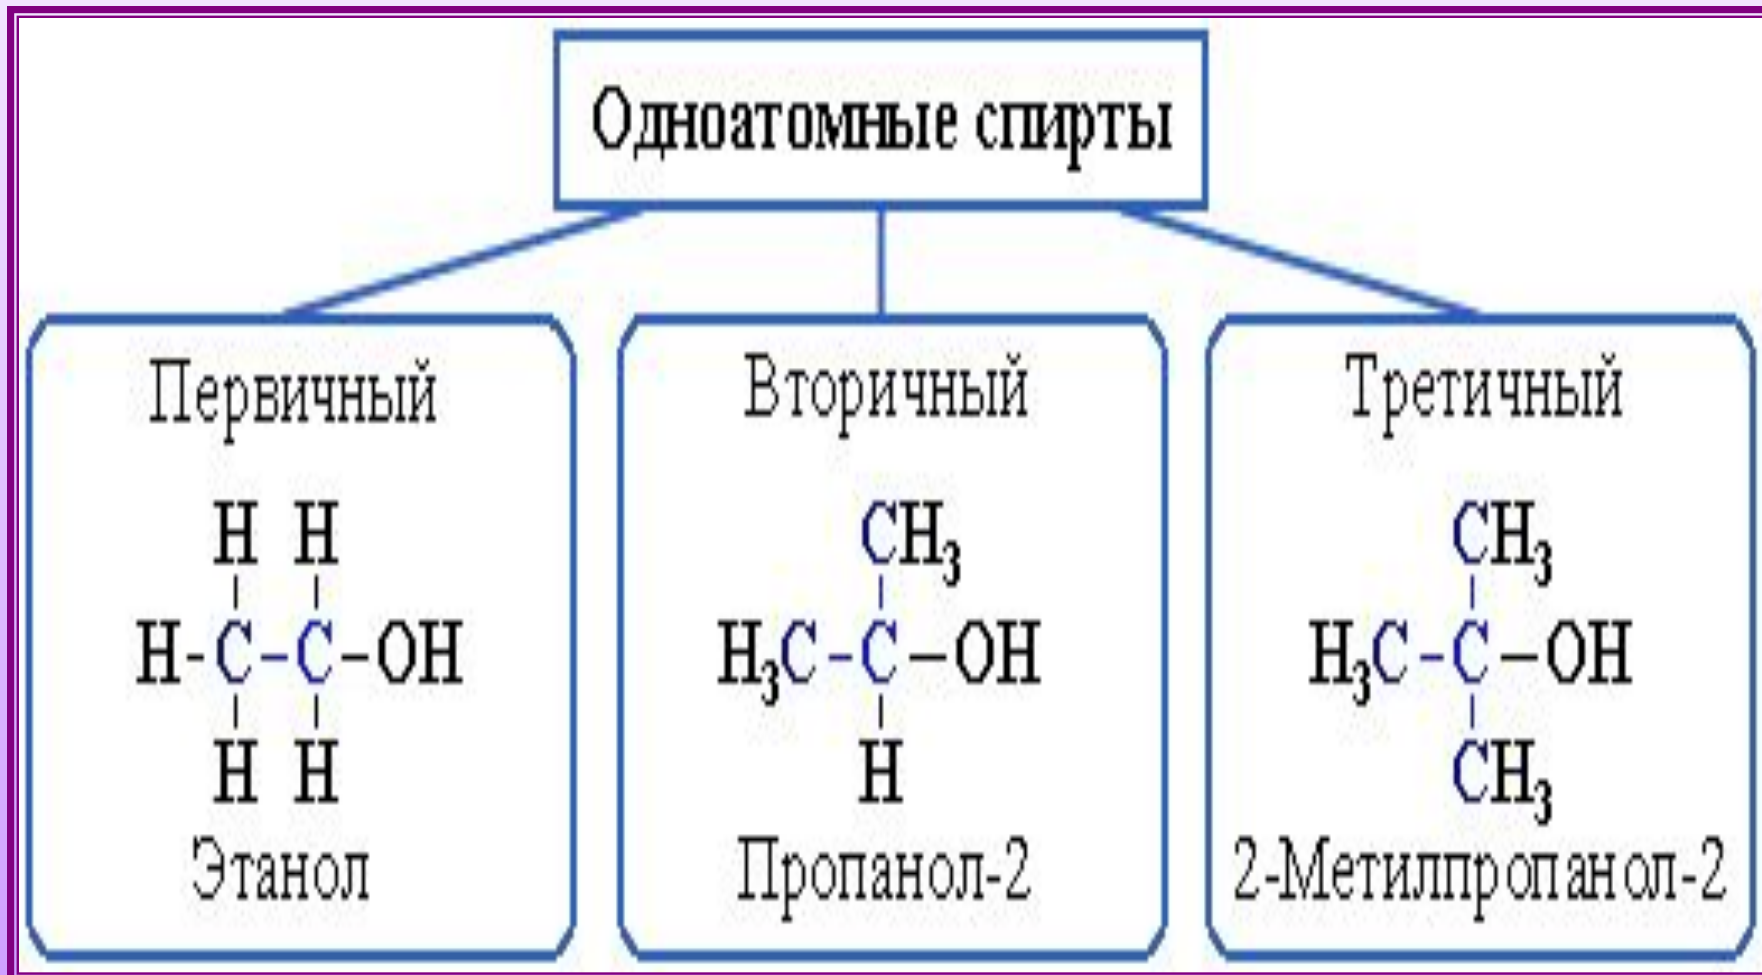 Одноатомные спирты
Первичный
H H
H-C-C-OH
H H
Этанол
Вторичный
CH₃
H₃C-C-OH
H
Пропанол-2
Третичный
CH₃
H₃C-C-OH
CH₃
2-Метилпропанол-2